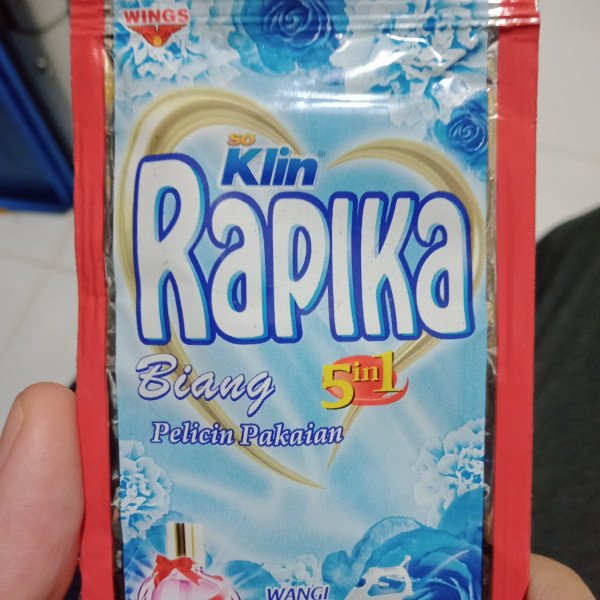 WINGS
SO
Klin®
RAPIKA
Biang
5in1
Pelicin Pakaian
WANGI